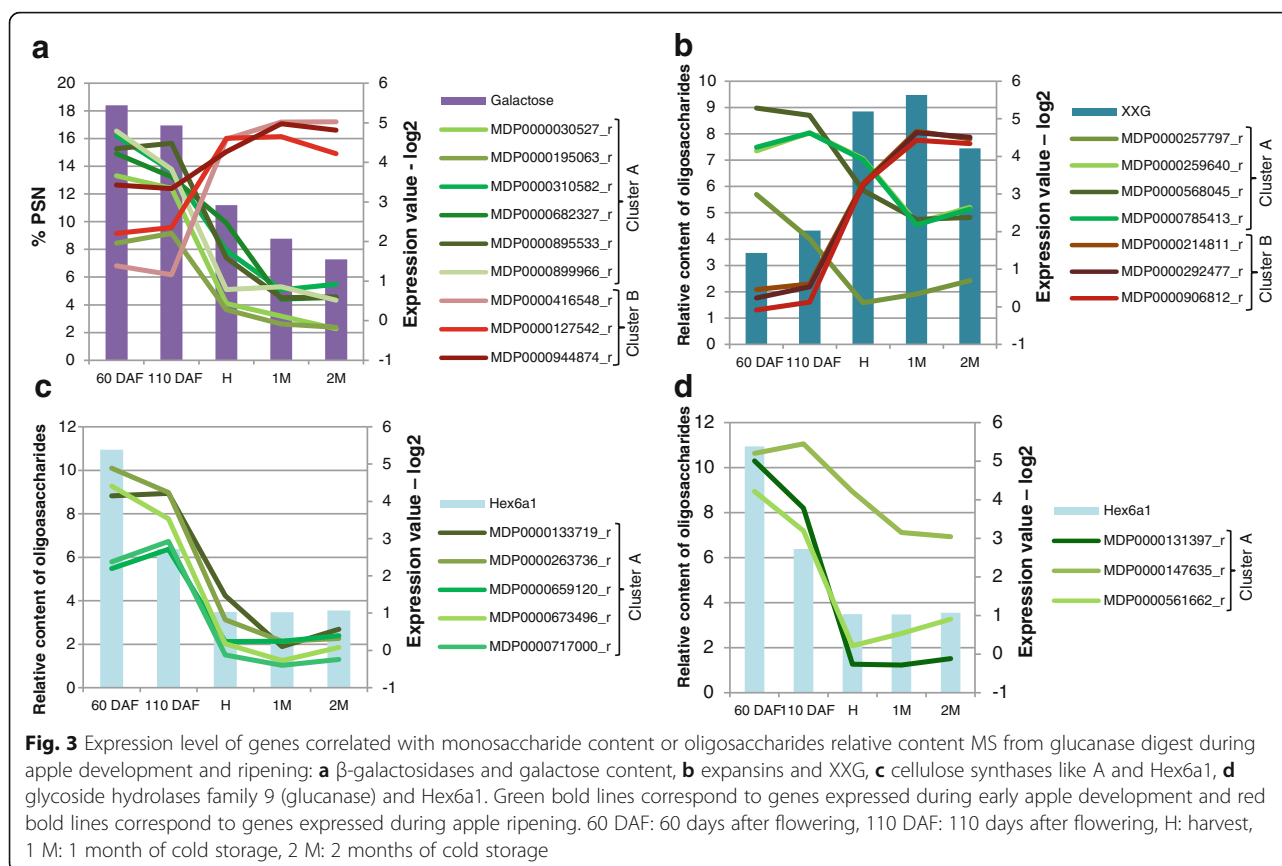 a
% PSN
20
18
16
14
12
10
8
6
4
2
0
6
5
4
3
2
1
0
-1
Expression value - log2
60 DAF 110 DAF H 1M 2M
Galactose
MDP0000030527_r
MDP0000195063_r
MDP0000310582_r
MDP0000682327_r
MDP0000895533_r
MDP0000899966_r
MDP0000416548_r
MDP0000127542_r
MDP0000944874_r
Cluster A
Cluster B
b
Relative content of oligosaccharides
10
9
8
7
6
5
4
3
2
1
0
6
5
4
3
2
1
0
-1
Expression value – log2
60 DAF 110 DAF H 1M 2M
XXG
MDP0000257797_r
MDP0000259640_r
MDP0000568045_r
MDP0000785413_r
MDP0000214811_r
MDP0000292477_r
MDP0000906812_r
Cluster A
Cluster B
c
Relative content of oligoasaccharides
12
10
8
6
4
2
0
6
5
4
3
2
1
0
-1
Expression value – log2
60 DAF 110 DAF H 1M 2M
Hex6a1
MDP0000133719_r
MDP0000263736_r
MDP0000659120_r
MDP0000673496_r
MDP0000717000_r
Cluster A
d
Relative content of oligosaccharides
12
10
8
6
4
2
0
6
5
4
3
2
1
0
-1
Expression value – log2
60 DAF110 DAF H 1M 2M
Hex6a1
MDP0000131397_r
MDP0000147635_r
MDP0000561662_r
Cluster A
Fig. 3 Expression level of genes correlated with monosaccharide content or oligosaccharides relative content MS from glucanase digest during
apple development and ripening: a β-galactosidases and galactose content, b expansins and XXG, c cellulose synthases like A and Hex6a1, d
glycoside hydrolases family 9 (glucanase) and Hex6a1. Green bold lines correspond to genes expressed during early apple development and red
bold lines correspond to genes expressed during apple ripening. 60 DAF: 60 days after flowering, 110 DAF: 110 days after flowering, H: harvest,
1 M: 1 month of cold storage, 2 M: 2 months of cold storage